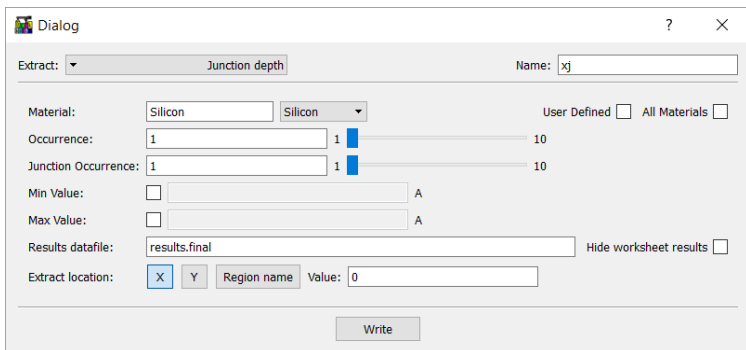 Dialog ?
Extract: Junction depth Name: xj
Material: Silicon Silicon User Defined All Materials
Occurrence: 1 1 10
Junction Occurrence: 1 1 10
Min Value: A
Max Value: A
Results datafile: results.final Hide worksheet results
Extract location: X Y Region name Value: 0
Write